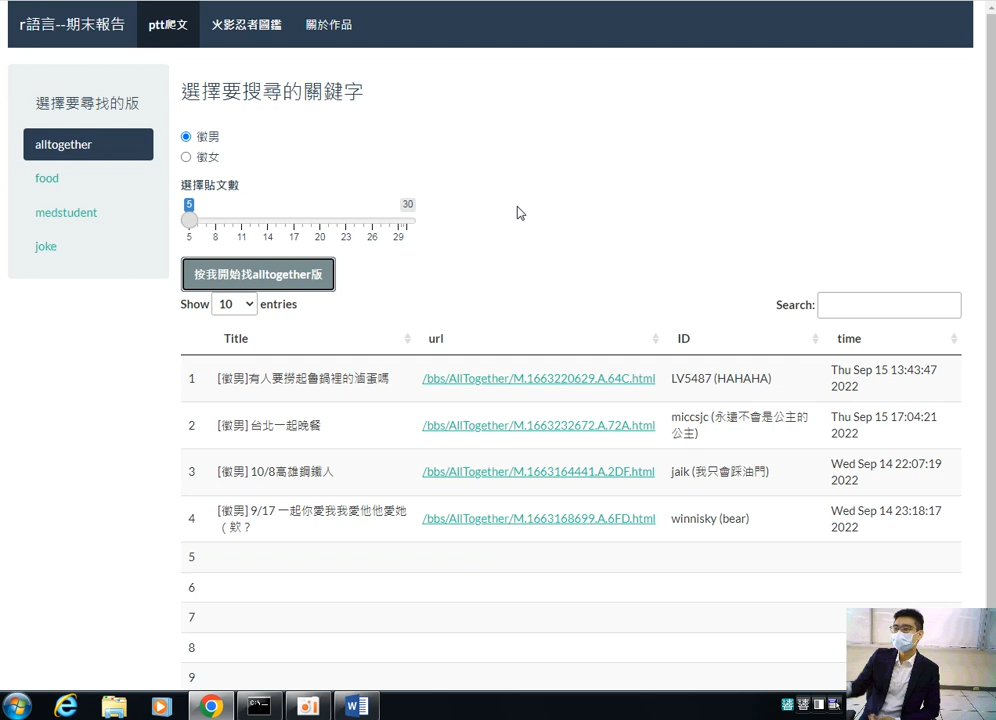 r語言--期末報告 ptt爬文 火影忍者圖鑑 關於作品
選擇要尋找的版
alltogether
food
medstudent
joke
選擇要搜尋的關鍵字
徵男
徵女
選擇貼文數
5 30
5 8 11 14 17 20 23 26 29
按我開始找alltogether版
Show 10 entries Search:
Title url ID time
1 [徵男]有人要撈起魯鍋裡的滷蛋嗎 /bbs/AllTogether/M.1663220629.A.64C.html LV5487 (HAHAHA) Thu Sep 15 13:43:47
2022
2 [徵男] 台北一起晚餐 /bbs/AllTogether/M.1663232672.A.72A.html miccsjc (永遠不會是公主的 Thu Sep 15 17:04:21
公主) 2022
3 [徵男] 10/8高雄鋼鐵人 /bbs/AllTogether/M.1663164441.A.2DF.html jaik (我只會踩油門) Wed Sep 14 22:07:19
2022
4 [徵男] 9/17 一起你愛我我愛他他愛她 /bbs/AllTogether/M.1663168699.A.6FD.html winnisky (bear) Wed Sep 14 23:18:17
（欸？ 2022
5
6
7
8
9